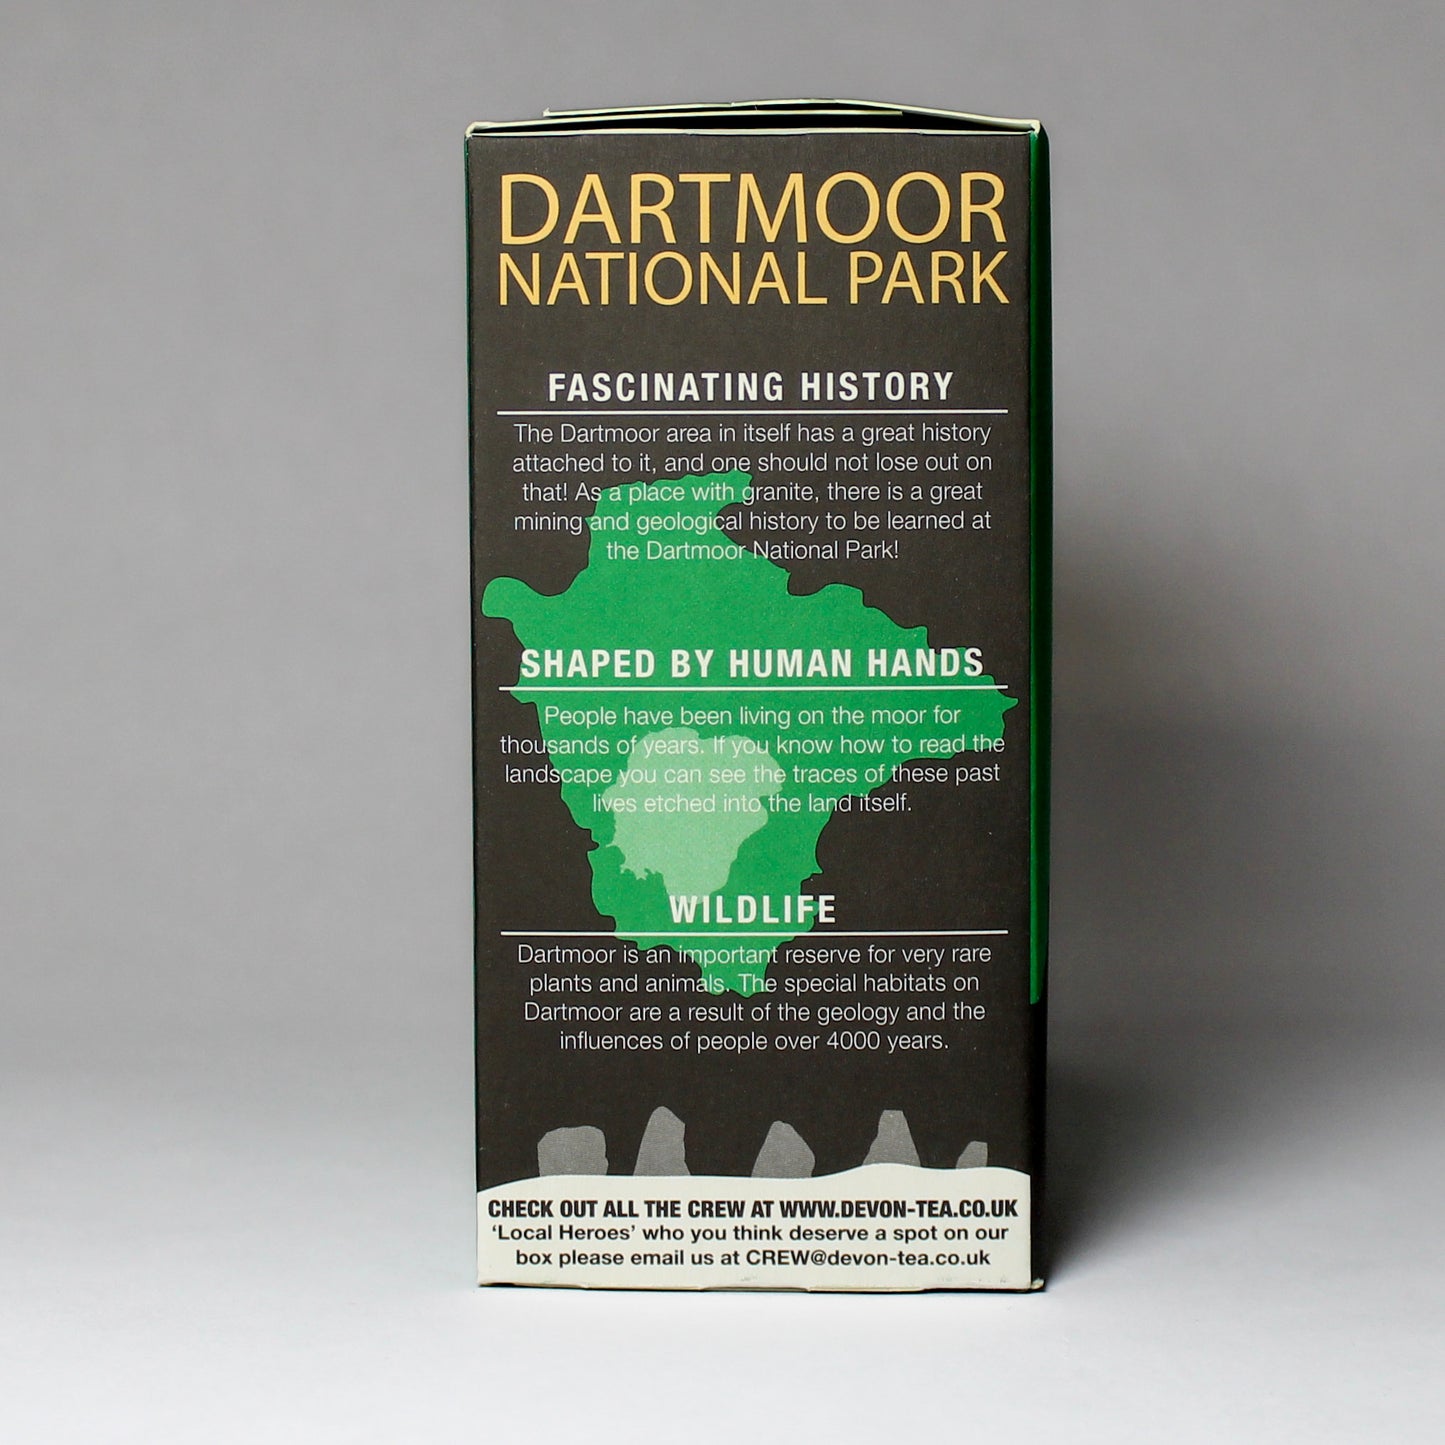 DARTMOOR
NATIONAL PARK
FASCINATING HISTORY
The Dartmoor area in itself has a great history
attached to it, and one should not lose out on
that! As a place with granite, there is a great
mining and geological history to be learned at
the Dartmoor National Park!
SHAPED BY HUMAN HANDS
People have been living on the moor for
thousands of years. If you know how to read the
landscape you can see the traces of these past
lives etched into the land itself.
WILDLIFE
Dartmoor is an important reserve for very rare
plants and animals. The special habitats on
Dartmoor are a result of the geology and the
influences of people over 4000 years.
CHECK OUT ALL THE CREW AT WWW.DEVON-TEA.CO.UK
‘Local Heroes’ who you think deserve a spot on our
box please email us at CREW@devon-tea.co.uk